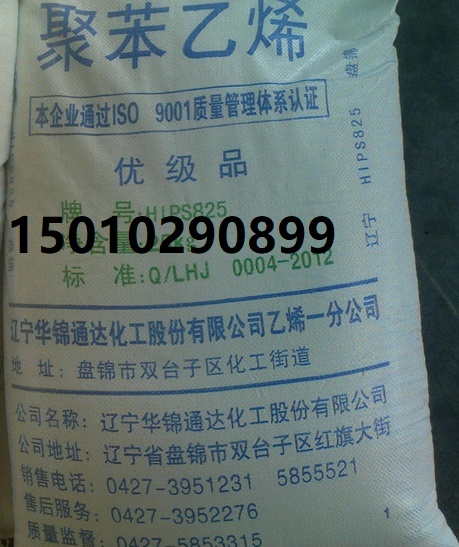 聚苯乙烯
本企业通过ISO 9001质量管理体系认证
优级品
牌 号:HIPS825
15010290899
标 准:Q/LHJ 0004-2012
辽宁华锦通达化工股份有限公司乙烯一分公司
地 址: 盘锦市双台子区化工街道
公司名称: 辽宁华锦通达化工股份有限公司
公司地址: 辽宁省盘锦市双台子区红旗大街
销售电话: 0427-3951231 5855521
售后服务: 0427-3952276
质量监督: 0427-5853315
1
辽宁 HIPS825 盘锦